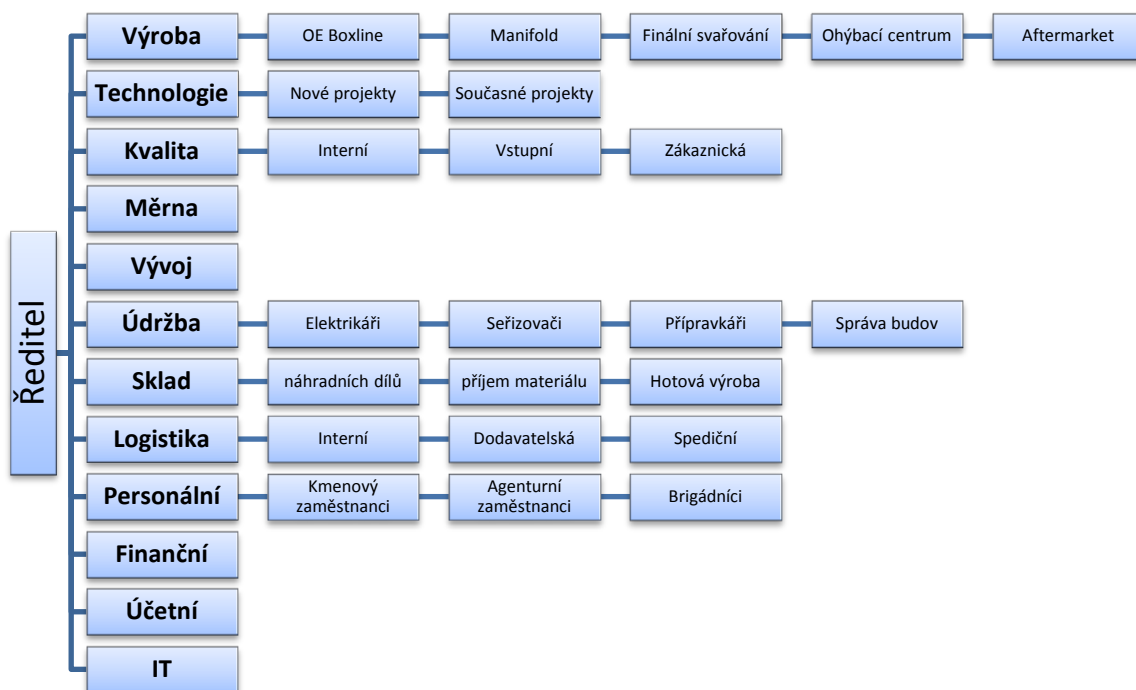 Ředitel
Výroba
OE Boxline
Manifold
Finální svařování
Ohýbací centrum
Aftermarket
Technologie
Nové projekty
Současné projekty
Kvalita
Interní
Vstupní
Zákaznická
Měrna
Vývoj
Údržba
Elektrikáři
Seřizovači
Přípravkáři
Správa budov
Sklad
náhradních dílů
příjem materiálu
Hotová výroba
Logistika
Interní
Dodavatelská
Spediční
Personální
Kmenový
zaměstnanci
Agenturní
zaměstnanci
Brigádníci
Finanční
Účetní
IT